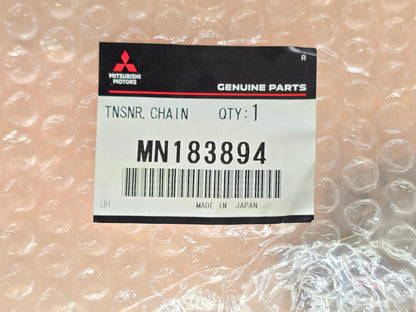 R
MITSUBISHI
MOTORS
GENUINE PARTS
TNSNR, CHAIN QTY:1
MN183894
UH MADE IN JAPAN